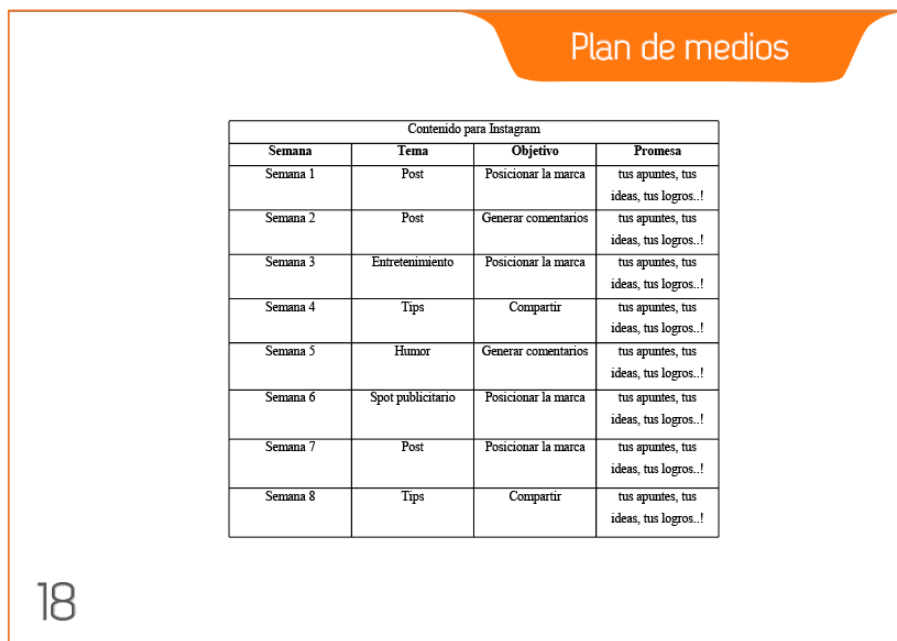 Plan de medios
Contenido para Instagram
Semana Tema Objetivo Promesa
Semana 1 Post Posicionar la marca tus apuntes, tus
ideas, tus logros..!
Semana 2 Post Generar comentarios tus apuntes, tus
ideas, tus logros..!
Semana 3 Entretenimiento Posicionar la marca tus apuntes, tus
ideas, tus logros..!
Semana 4 Tips Compartir tus apuntes, tus
ideas, tus logros..!
Semana 5 Humor Generar comentarios tus apuntes, tus
ideas, tus logros..!
Semana 6 Spot publicitario Posicionar la marca tus apuntes, tus
ideas, tus logros..!
Semana 7 Post Posicionar la marca tus apuntes, tus
ideas, tus logros..!
Semana 8 Tips Compartir tus apuntes, tus
ideas, tus logros..!
18